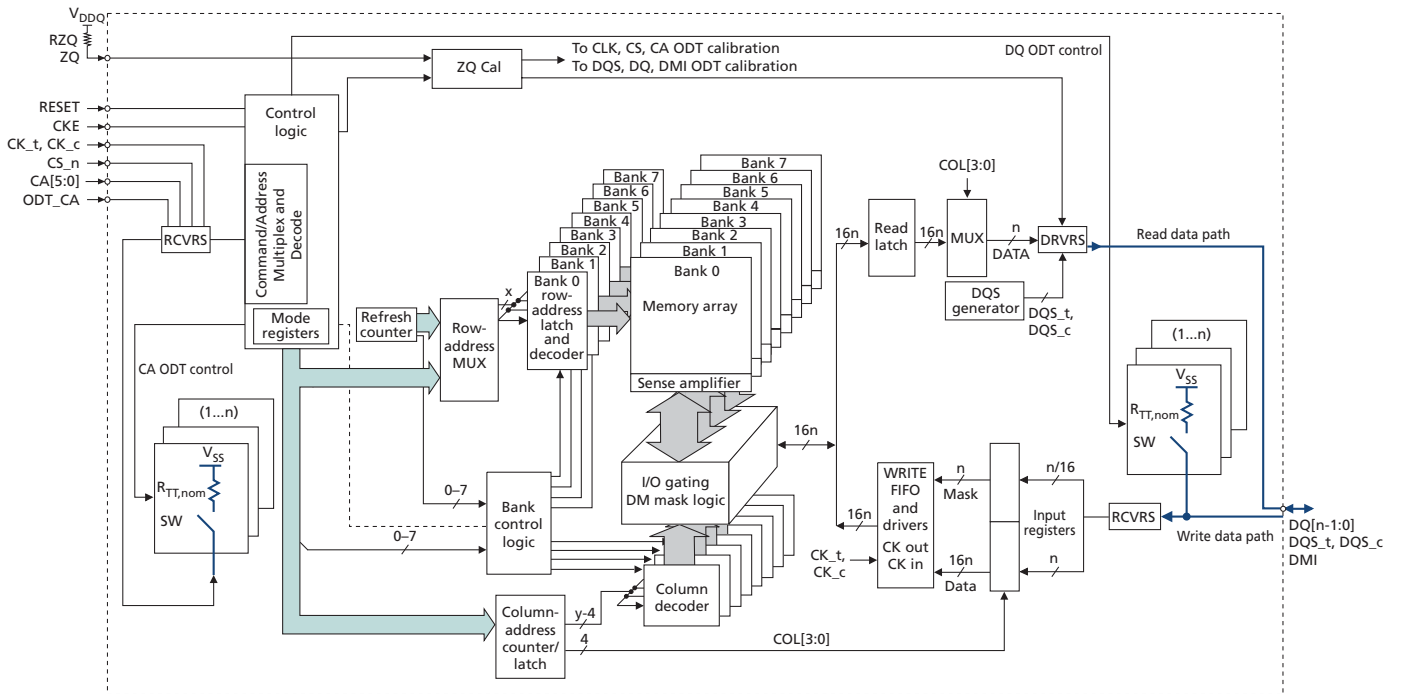 VDDQ
RZQ
ZQ
RESET
CKE
CK_t, CK_c
CS_n
CA[5:0]
ODT_CA
RCVRS
Control
logic
Command/Address
Multiplex and
Decode
Mode
registers
ZQ Cal
To CLK, CS, CA ODT calibration
To DQS, DQ, DMI ODT calibration
DQ ODT control
CA ODT control
(1...n)
VSS
RTT,nom
SW
Refresh
counter
Row-
address
MUX
x
Bank 7
Bank 6
Bank 5
Bank 4
Bank 3
Bank 2
Bank 1
Bank 0
row-
address
latch
and
decoder
Bank 7
Bank 6
Bank 5
Bank 4
Bank 3
Bank 2
Bank 1
Bank 0
Memory array
Sense amplifier
16n
I/O gating
DM mask logic
0–7
0–7
Bank
control
logic
Column
decoder
Column-
address
counter/
latch
y-4
4
COL[3:0]
16n
Read
latch
16n
COL[3:0]
MUX
n
DATA
DRVRS
Read data path
DQS
generator
DQS_t,
DQS_c
(1...n)
VSS
RTT,nom
SW
16n
WRITE
FIFO
and
drivers
CK out
CK in
CK_t,
CK_c
n
Mask
16n
Data
Input
registers
n/16
n
RCVRS
Write data path
DQ[n-1:0]
DQS_t, DQS_c
DMI